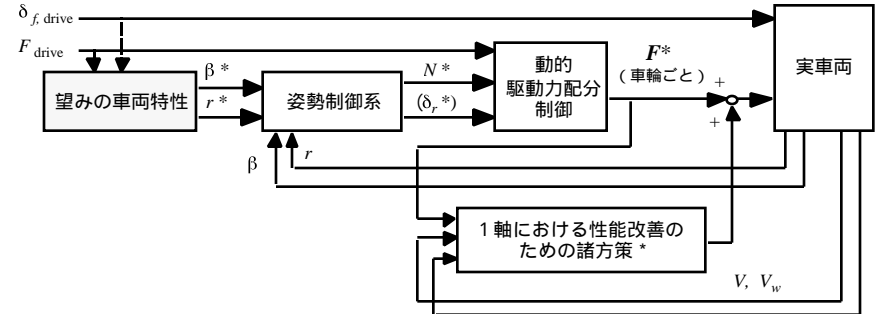 δf, drive
F drive
望みの車両特性
β *
r *
姿勢制御系
N *
(δr *)
動的
駆動力配分
制御
F*
(車輪ごと)
+
+
実車両
β
r
1 軸における性能改善の
ための諸方策 *
V, Vw